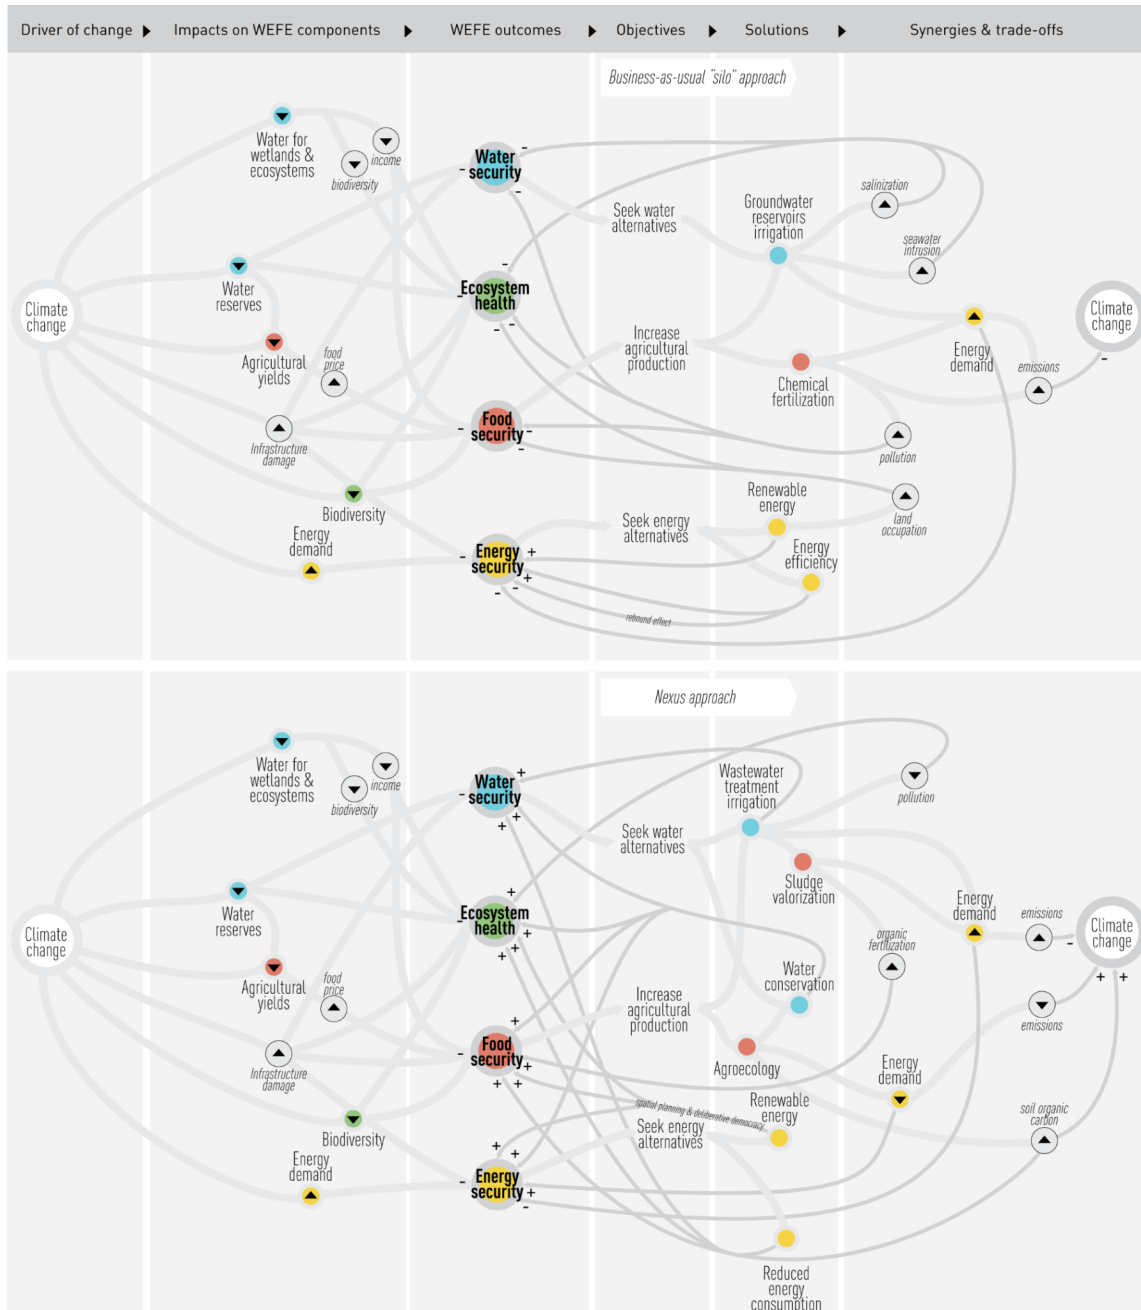 Driver of change
Impacts on WEFE components
WEFE outcomes
Objectives
Solutions
Synergies & trade-offs
Business-as-usual "silo" approach
Climate
change
Water for
wetlands &
ecosystems
biodiversity
income
Water
reserves
Agricultural
yields
food
price
Infrastructure
damage
Biodiversity
Energy
demand
- Water
security
-
-
- Ecosystem
health
-
- -
- Food
security
-
-
- Energy
security
+
+
-
-
Seek water
alternatives
Increase
agricultural
production
Seek energy
alternatives
rebound effect
Groundwater
reservoirs
irrigation
Chemical
fertilization
Renewable
energy
Energy
efficiency
salinization
seawater
intrusion
Energy
demand
emissions
pollution
land
occupation
Climate
change
-
Nexus approach
Climate
change
Water for
wetlands &
ecosystems
biodiversity
income
Water
reserves
Agricultural
yields
food
price
Infrastructure
damage
Biodiversity
Energy
demand
- Water
security
+
+
+
- Ecosystem
health
+
+
+ +
- Food
security
+
+
+ +
- Energy
security
+
+
+
-
Seek water
alternatives
Increase
agricultural
production
spatial planning & deliberative democracy
Seek energy
alternatives
Wastewater
treatment
irrigation
Sludge
valorization
Water
conservation
Agroecology
Renewable
energy
Reduced
energy
consumption
pollution
organic
fertilization
Energy
demand
emissions
emissions
Energy
demand
soil organic
carbon
Climate
change
-
+ +